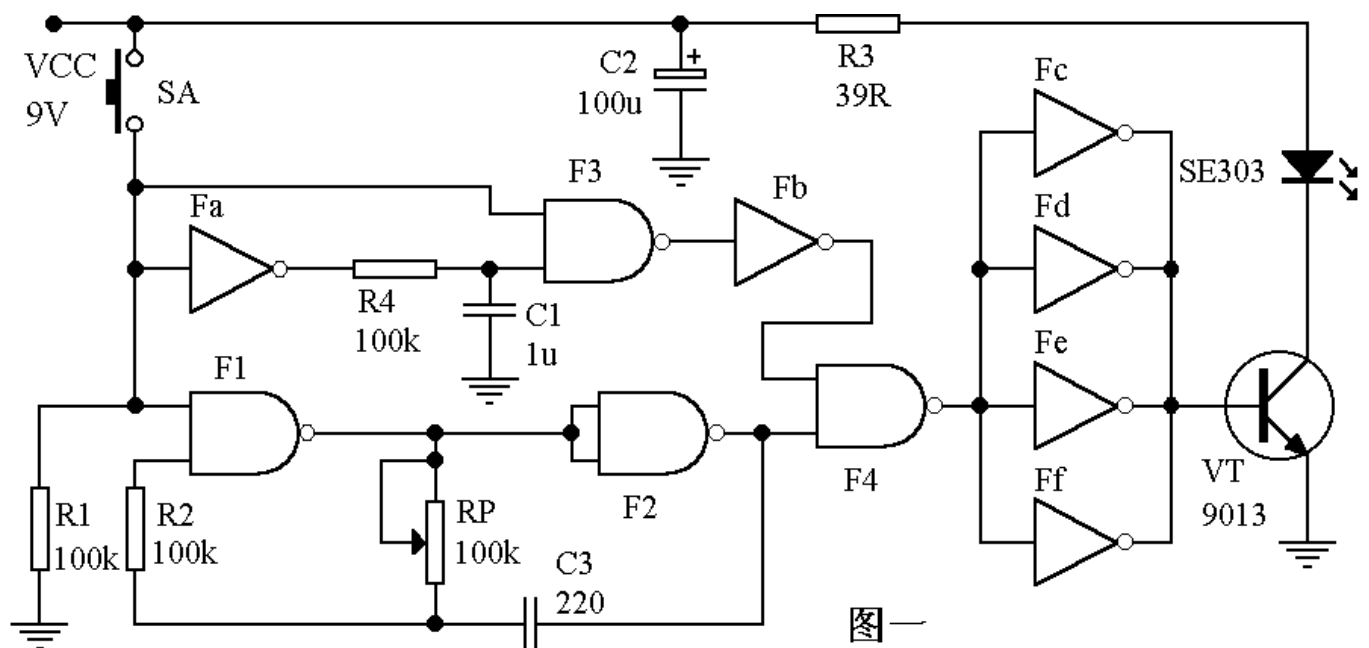 VCC
9V
SA
C2
100u
+
R3
39R
Fc
SE303
F3
Fb
Fa
Fd
R4
100k
C1
1u
F1
Fe
F2
F4
Ff
VT
9013
R1
100k
R2
100k
RP
100k
C3
220
图一